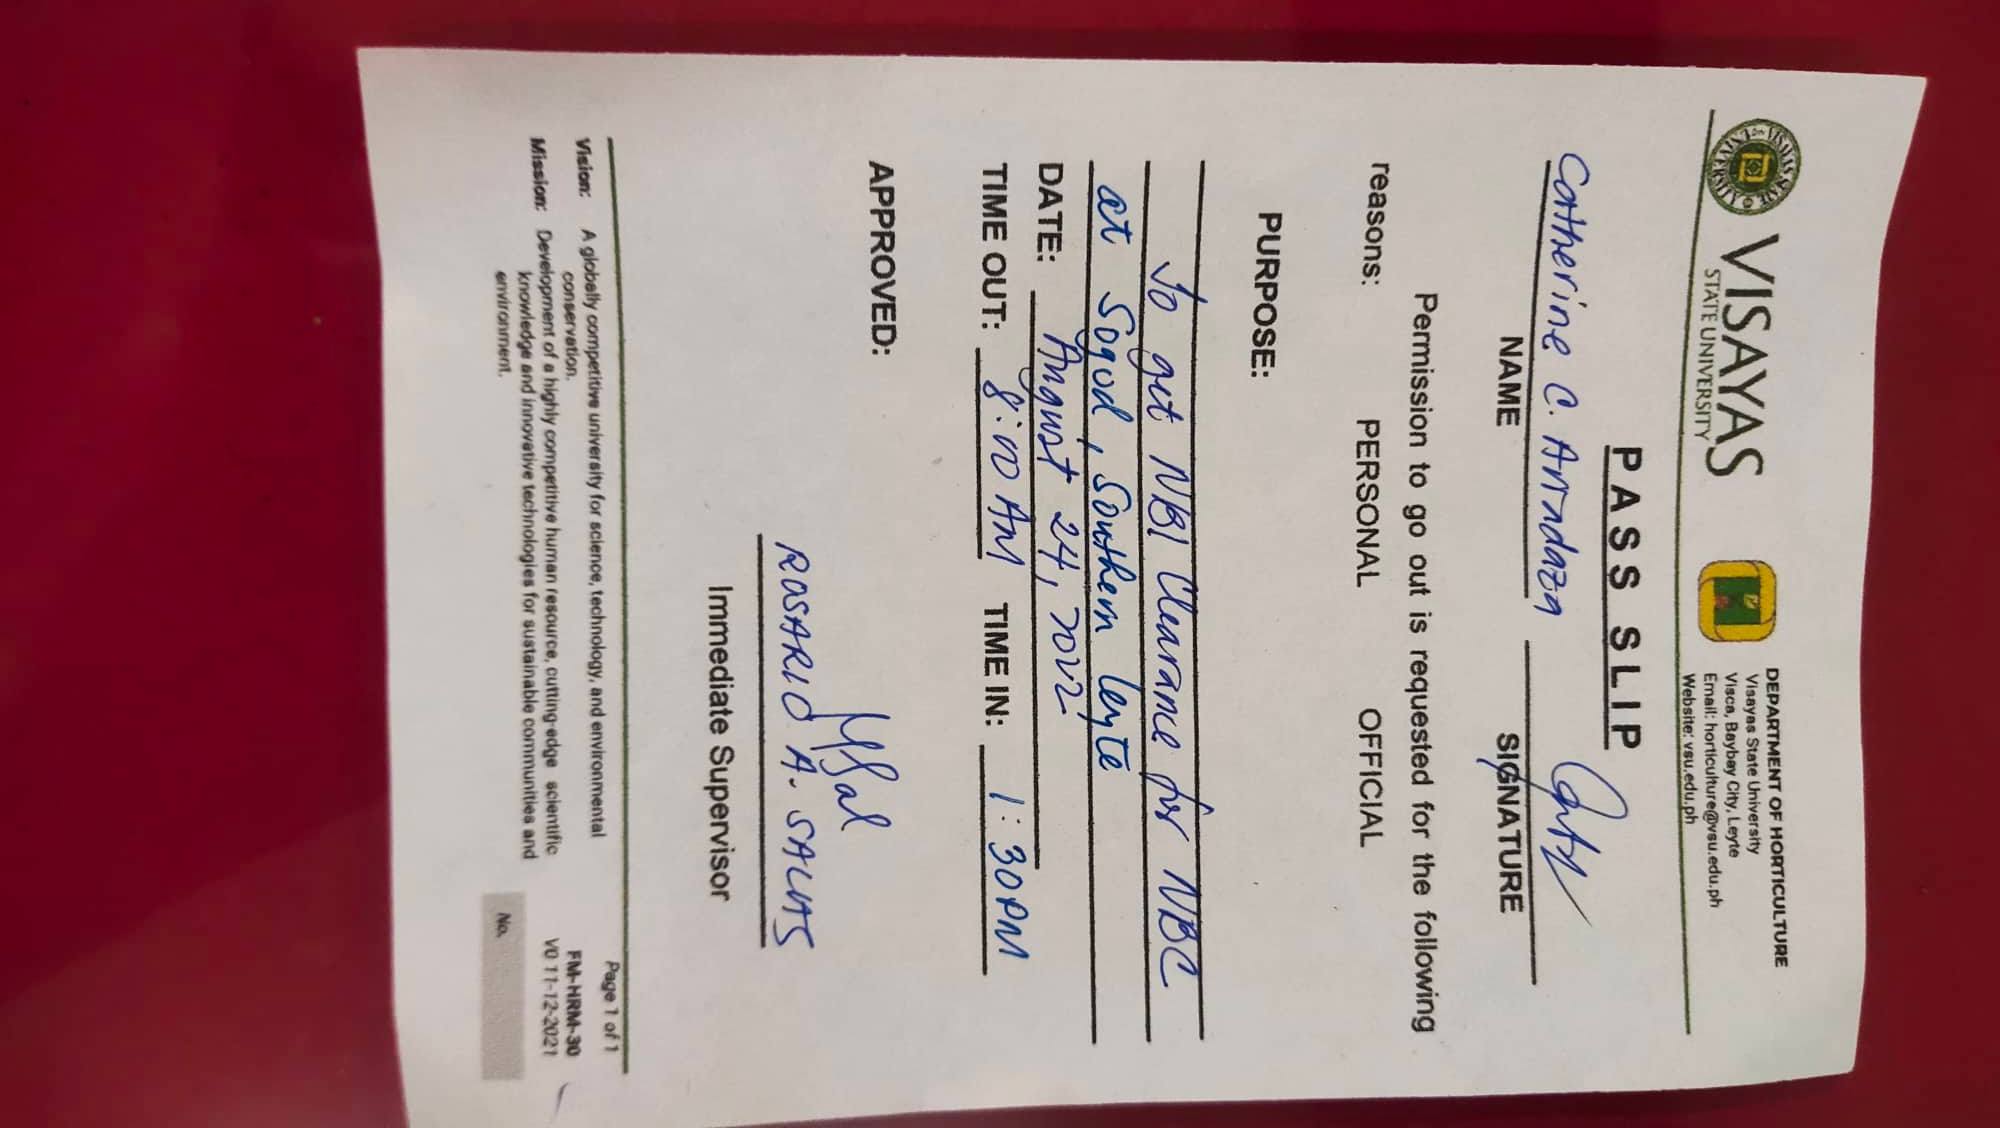 VISAYAS
STATE UNIVERSITY
DEPARTMENT OF HORTICULTURE
Visayas State University
Visca, Baybay City, Leyte
Email: horticulture@vsu.edu.ph
Website: vsu.edu.ph
PASS SLIP
Catherine C. Arradaza
NAME SIGNATURE
Permission to go out is requested for the following
reasons: PERSONAL OFFICIAL
PURPOSE:
To get NBI Clearance for NBC
at Sogod, Southern Leyte
DATE: August 24, 2022
TIME OUT: 8:00 AM TIME IN: 1:30PM
APPROVED:
ROSARIO A. SALAS
Immediate Supervisor
Vision: A globally competitive university for science, technology, and environmental
conservation.
Mission: Development of a highly competitive human resource, cutting-edge scientific
knowledge and innovative technologies for sustainable communities and
environment.
Page 1 of 1
FM-HRM-30
V0 11-12-2021
No.